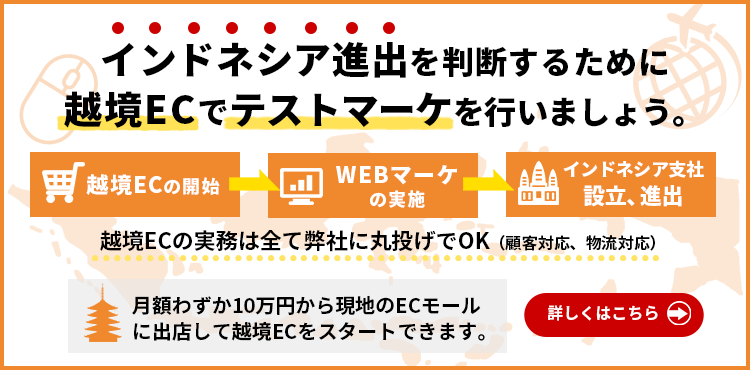 インドネシア進出を判断するために
越境ECでテストマーケを行いましょう。
越境ECの開始
WEBマーケ
の実施
インドネシア支社
設立、進出
越境ECの実務は全て弊社に丸投げでOK（顧客対応、物流対応）
月額わずか10万円から現地のECモール
に出店して越境ECをスタートできます。
詳しくはこちら